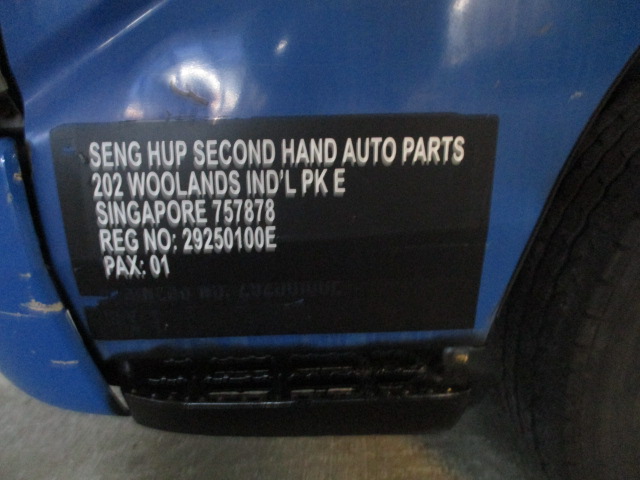 SENG HUP SECOND HAND AUTO PARTS
202 WOOLANDS IND'L PK E
SINGAPORE 757878
REG NO; 29250100E
PAX: 01